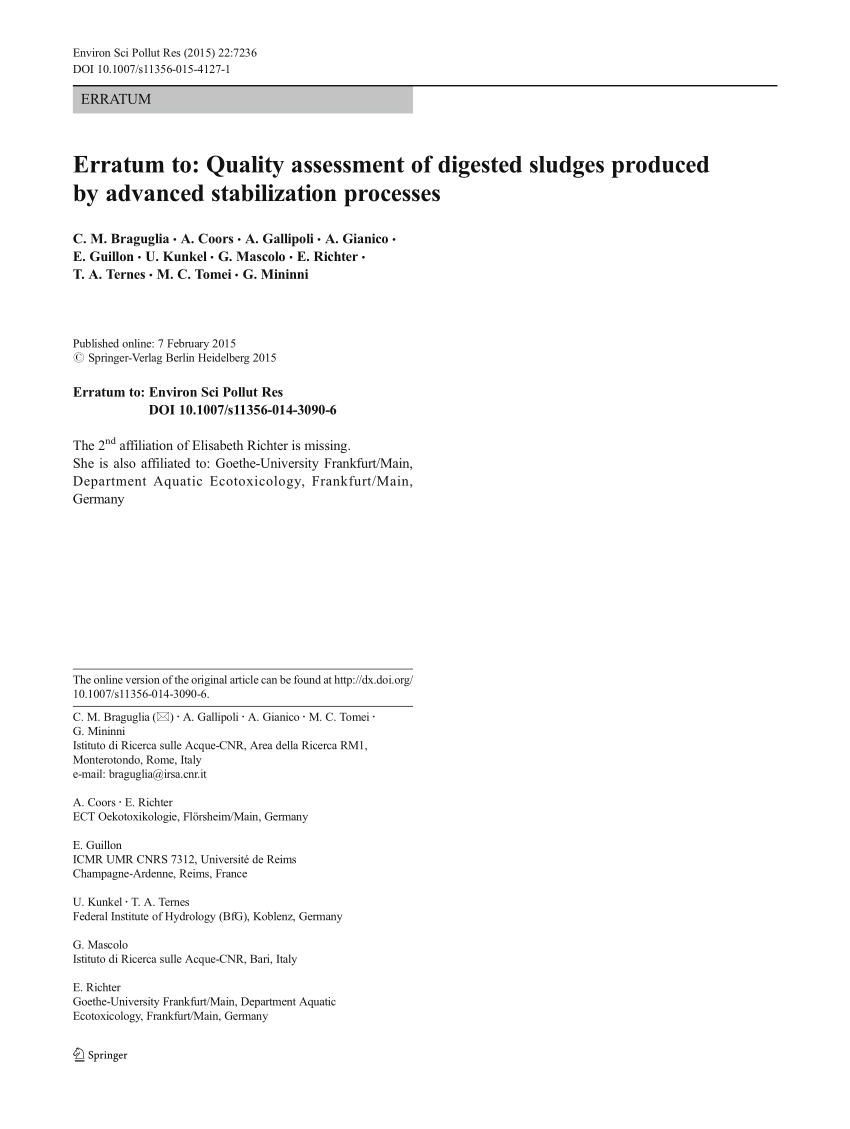 Environ Sci Pollut Res (2015) 22:7236
DOI 10.1007/s11356-015-4127-1
ERRATUM
Erratum to: Quality assessment of digested sludges produced
by advanced stabilization processes
C. M. Braguglia · A. Coors · A. Gallipoli · A. Gianico ·
E. Guillon · U. Kunkel · G. Mascolo · E. Richter ·
T. A. Ternes · M. C. Tomei · G. Mininni
Published online: 7 February 2015
© Springer-Verlag Berlin Heidelberg 2015
Erratum to: Environ Sci Pollut Res
DOI 10.1007/s11356-014-3090-6
The 2nd affiliation of Elisabeth Richter is missing.
She is also affiliated to: Goethe-University Frankfurt/Main,
Department Aquatic Ecotoxicology, Frankfurt/Main,
Germany
The online version of the original article can be found at http://dx.doi.org/
10.1007/s11356-014-3090-6.
C. M. Braguglia (✉) · A. Gallipoli · A. Gianico · M. C. Tomei ·
G. Mininni
Istituto di Ricerca sulle Acque-CNR, Area della Ricerca RM1,
Monterotondo, Rome, Italy
e-mail: braguglia@irsa.cnr.it
A. Coors · E. Richter
ECT Oekotoxikologie, Flörsheim/Main, Germany
E. Guillon
ICMR UMR CNRS 7312, Université de Reims
Champagne-Ardenne, Reims, France
U. Kunkel · T. A. Ternes
Federal Institute of Hydrology (BfG), Koblenz, Germany
G. Mascolo
Istituto di Ricerca sulle Acque-CNR, Bari, Italy
E. Richter
Goethe-University Frankfurt/Main, Department Aquatic
Ecotoxicology, Frankfurt/Main, Germany
Springer